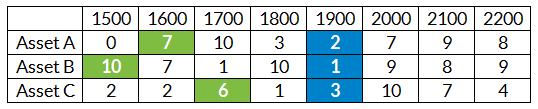 1500 1600 1700 1800 1900 2000 2100 2200
Asset A 0 7 10 3 2 7 9 8
Asset B 10 7 1 10 1 9 8 9
Asset C 2 2 6 1 3 10 7 4